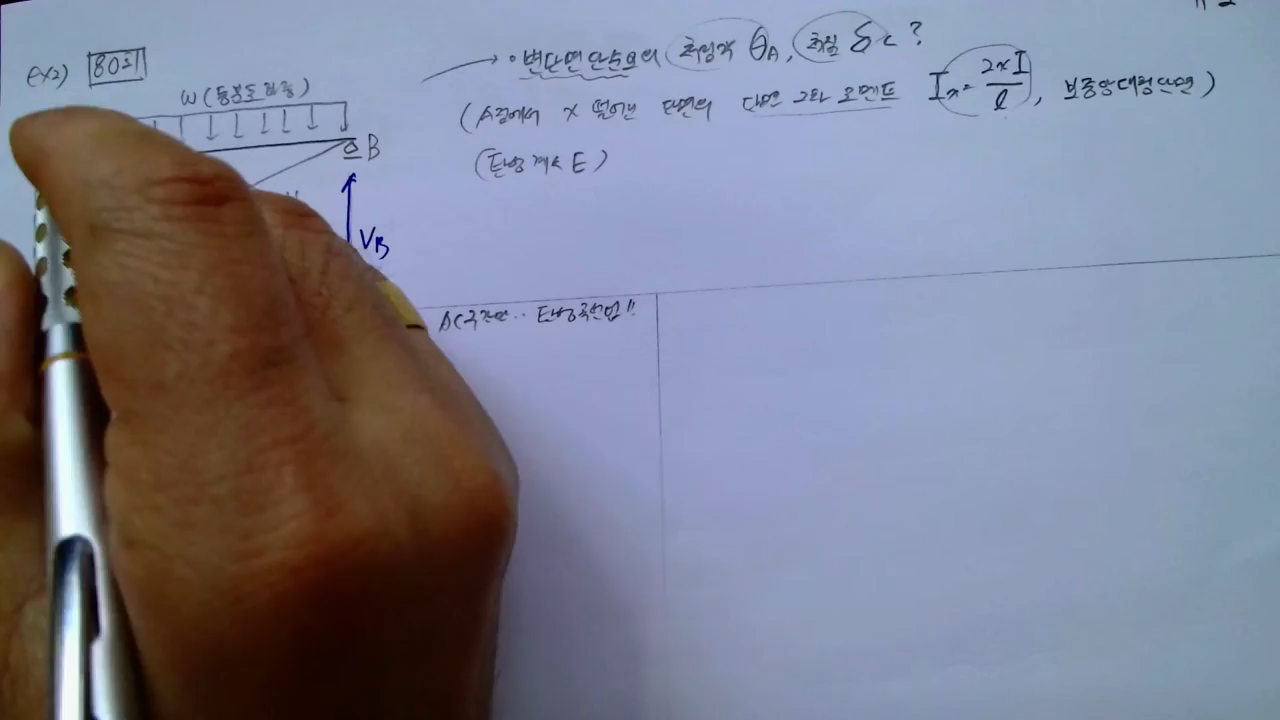 ex2) 80회
→ • 변단면 단순보의 처짐각 θA, 처짐 δc ?
w (등분포하중)
(A점에서 x 떨어진 단면의 단면 2차 모멘트 Ix = 2xI/ℓ, 보중앙 대칭단면)
B
(탄성계수 E)
VB
AC구간만.. 탄성곡선법!!